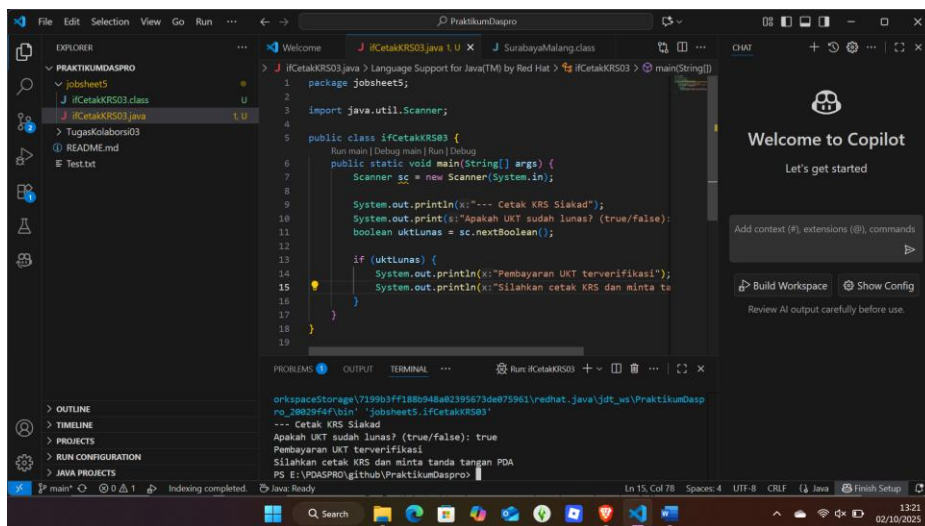 File Edit Selection View Go Run ... PraktikumDaspro
EXPLORER ...
PRAKTIKUMDASPRO
jobsheet5
J ifCetakKRS03.class U
J ifCetakKRS03.java 1, U
TugasKolaborsi03
README.md
Test.txt
OUTLINE
TIMELINE
PROJECTS
RUN CONFIGURATION
JAVA PROJECTS
Welcome J ifCetakKRS03.java 1, U J SurabayaMalang.class ...
J ifCetakKRS03.java > Language Support for Java(TM) by Red Hat > ifCetakKRS03 > main(String[])
1 package jobsheet5;
2
3 import java.util.Scanner;
4
5 public class ifCetakKRS03 {
Run main | Debug main | Run | Debug
6 public static void main(String[] args) {
7 Scanner sc = new Scanner(System.in);
8
9 System.out.println(x:"--- Cetak KRS Siakad");
10 System.out.print(s:"Apakah UKT sudah lunas? (true/false):
11 boolean uktLunas = sc.nextBoolean();
12
13 if (uktLunas) {
14 System.out.println(x:"Pembayaran UKT terverifikasi");
15 System.out.println(x:"Silahkan cetak KRS dan minta ta
16 }
17 }
18 }
19
PROBLEMS 1 OUTPUT TERMINAL ... Run: ifCetakKRS03 ...
orkspaceStorage\7199b3ff188b948a02395673de075961\redhat.java\jdt_ws\PraktikumDasp
ro_20029f4f\bin' 'jobsheet5.ifCetakKRS03'
--- Cetak KRS Siakad
Apakah UKT sudah lunas? (true/false): true
Pembayaran UKT terverifikasi
Silahkan cetak KRS dan minta tanda tangan PDA
PS E:\PDASPRO\github\PraktikumDaspro>
CHAT ...
Welcome to Copilot
Let's get started
Add context (#), extensions (@), commands
Build Workspace Show Config
Review AI output carefully before use.
main* 0 1 Indexing completed. Java: Ready Ln 15, Col 78 Spaces: 4 UTF-8 CRLF {} Java Finish Setup
Search 13:21
02/10/2025